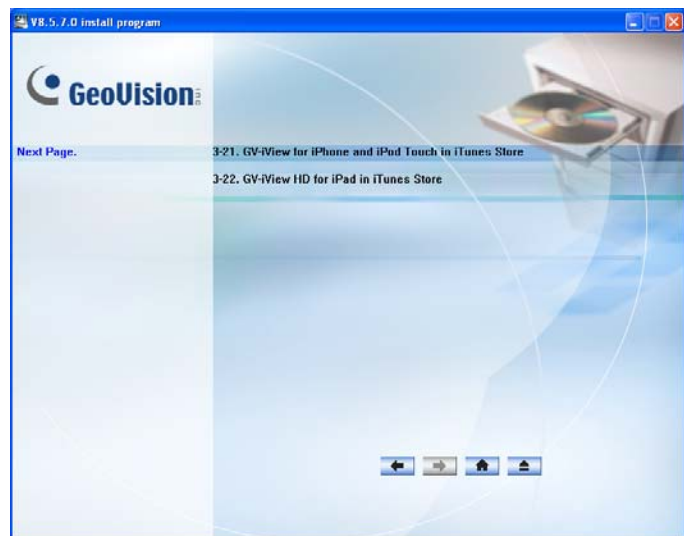 V8.5.7.0 install program
GeoVision
Next Page.
3-21. GV-iView for iPhone and iPod Touch in iTunes Store
3-22. GV-iView HD for iPad in iTunes Store